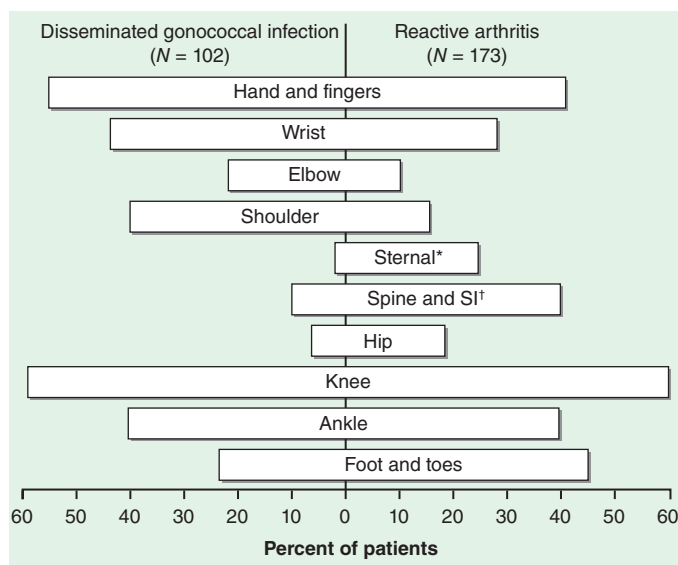 Disseminated gonococcal infection
(N = 102)
Reactive arthritis
(N = 173)
Hand and fingers
Wrist
Elbow
Shoulder
Sternal*
Spine and SI†
Hip
Knee
Ankle
Foot and toes
60 50 40 30 20 10 0 10 20 30 40 50 60
Percent of patients